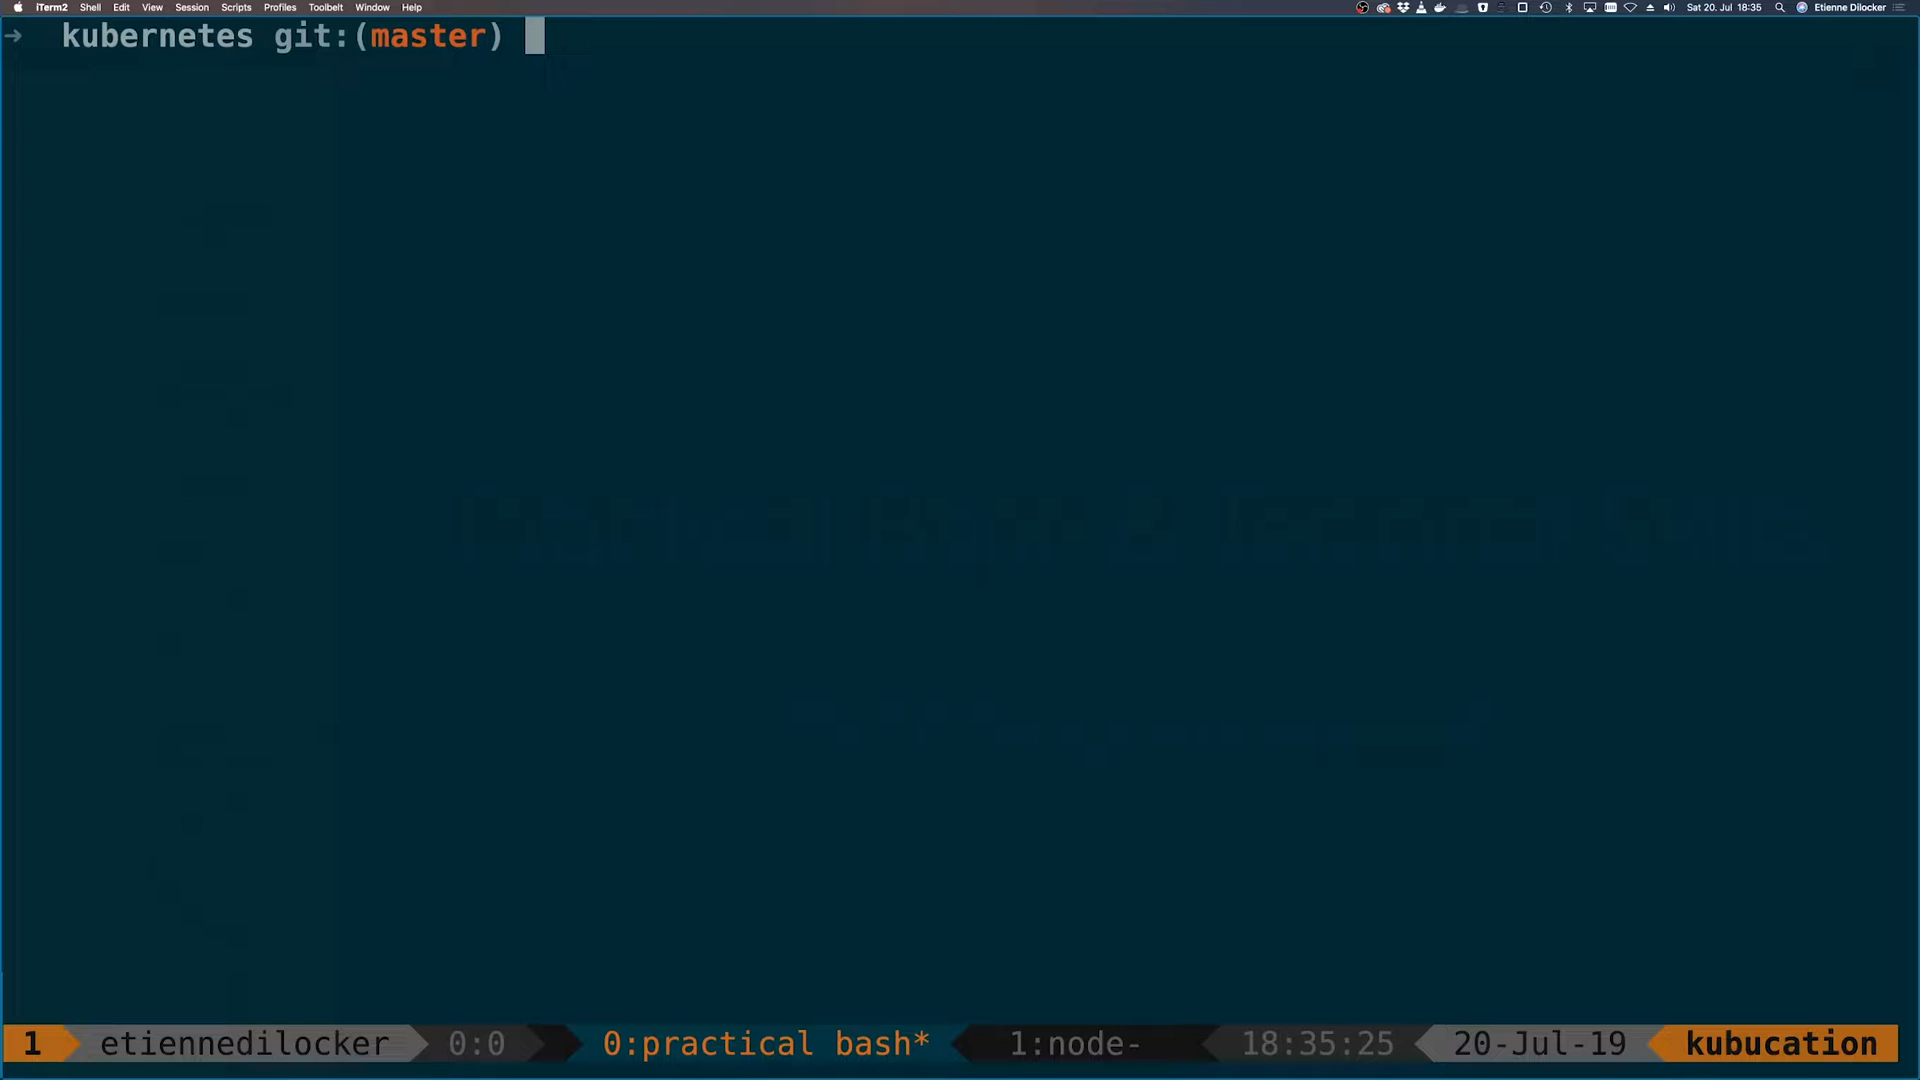 iTerm2 Shell Edit View Session Scripts Profiles Toolbelt Window Help Sat 20. Jul 18:35 Etienne Dilocker
→ kubernetes git:(master)
1 etiennedilocker 0:0 0:practical bash* 1:node- 18:35:25 20-Jul-19 kubucation